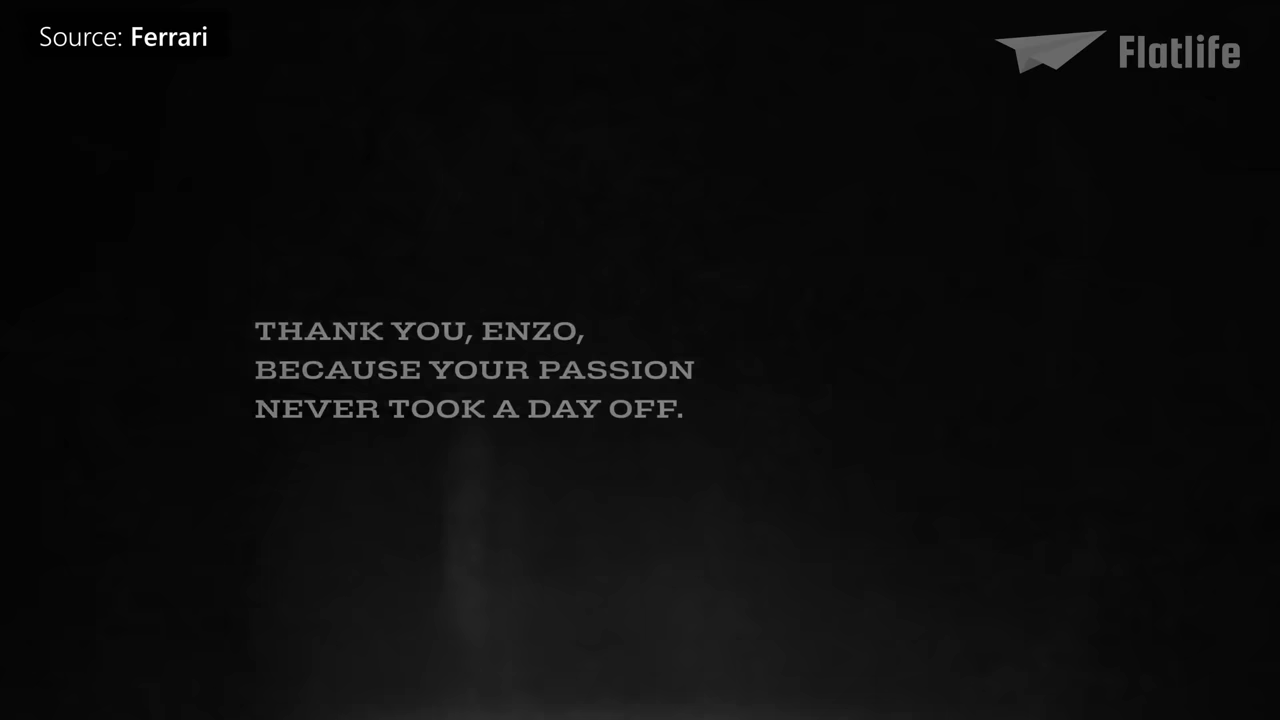 Source: Ferrari
Flatlife
THANK YOU, ENZO,
BECAUSE YOUR PASSION
NEVER TOOK A DAY OFF.